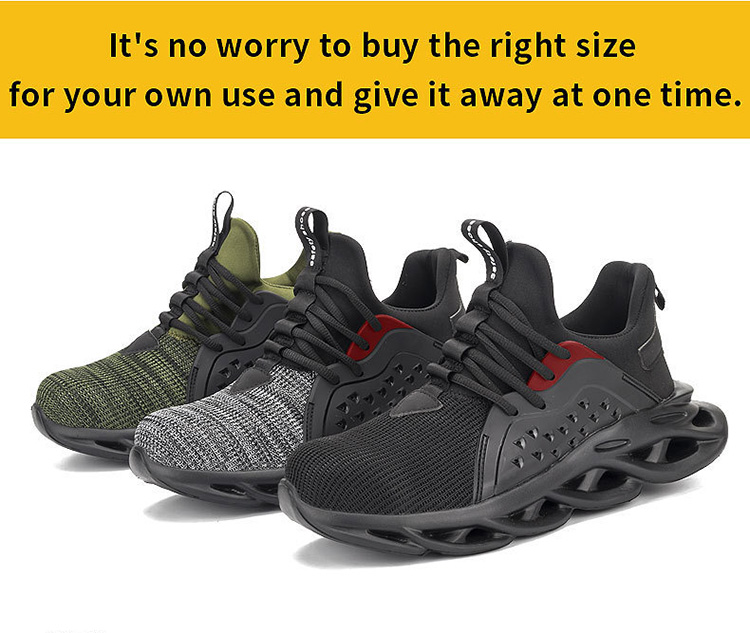 It's no worry to buy the right size
for your own use and give it away at one time.